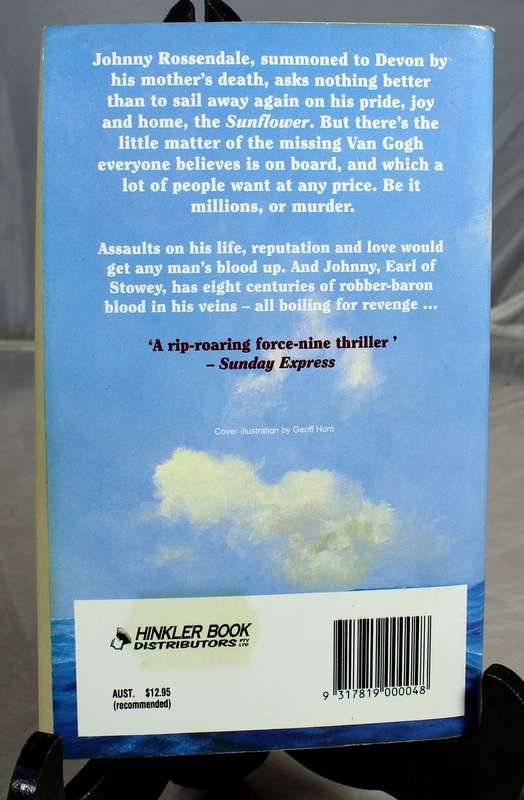 Johnny Rossendale, summoned to Devon by
his mother's death, asks nothing better
than to sail away again on his pride, joy
and home, the Sunflower. But there's the
little matter of the missing Van Gogh
everyone believes is on board, and which a
lot of people want at any price. Be it
millions, or murder.
Assaults on his life, reputation and love would
get any man's blood up. And Johnny, Earl of
Stowey, has eight centuries of robber-baron
blood in his veins – all boiling for revenge ...
'A rip-roaring force-nine thriller '
– Sunday Express
Cover illustration by Geoff Hunt
HINKLER BOOK
DISTRIBUTORS PTY LTD
AUST. $12.95
(recommended)
9 317819 000048